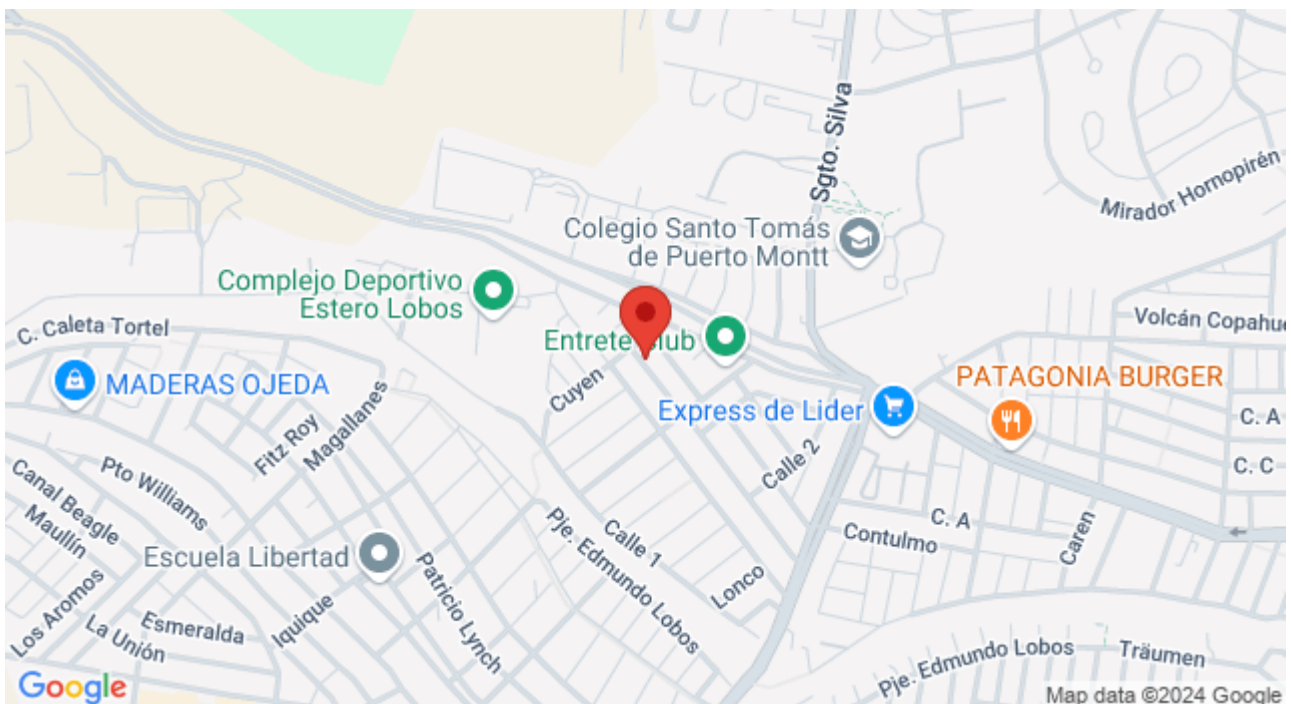 Sgto. Silva
Mirador Hornopirén
Colegio Santo Tomás
de Puerto Montt
Complejo Deportivo
Estero Lobos
C. Caleta Tortel
Volcán Copahue
Entrete Club
MADERAS OJEDA
Cuyen
PATAGONIA BURGER
Express de Lider
Fitz Roy
Magallanes
C. A
Calle 2
C. C
Pto Williams
Canal Beagle
Maullín
C. A
Contulmo
Caren
Calle 1
Pje. Edmundo Lobos
Escuela Libertad
Patricio Lynch
Lonco
Los Aromos
Iquique
Esmeralda
La Unión
Pje. Edmundo Lobos
Träumen
Google
Map data ©2024 Google